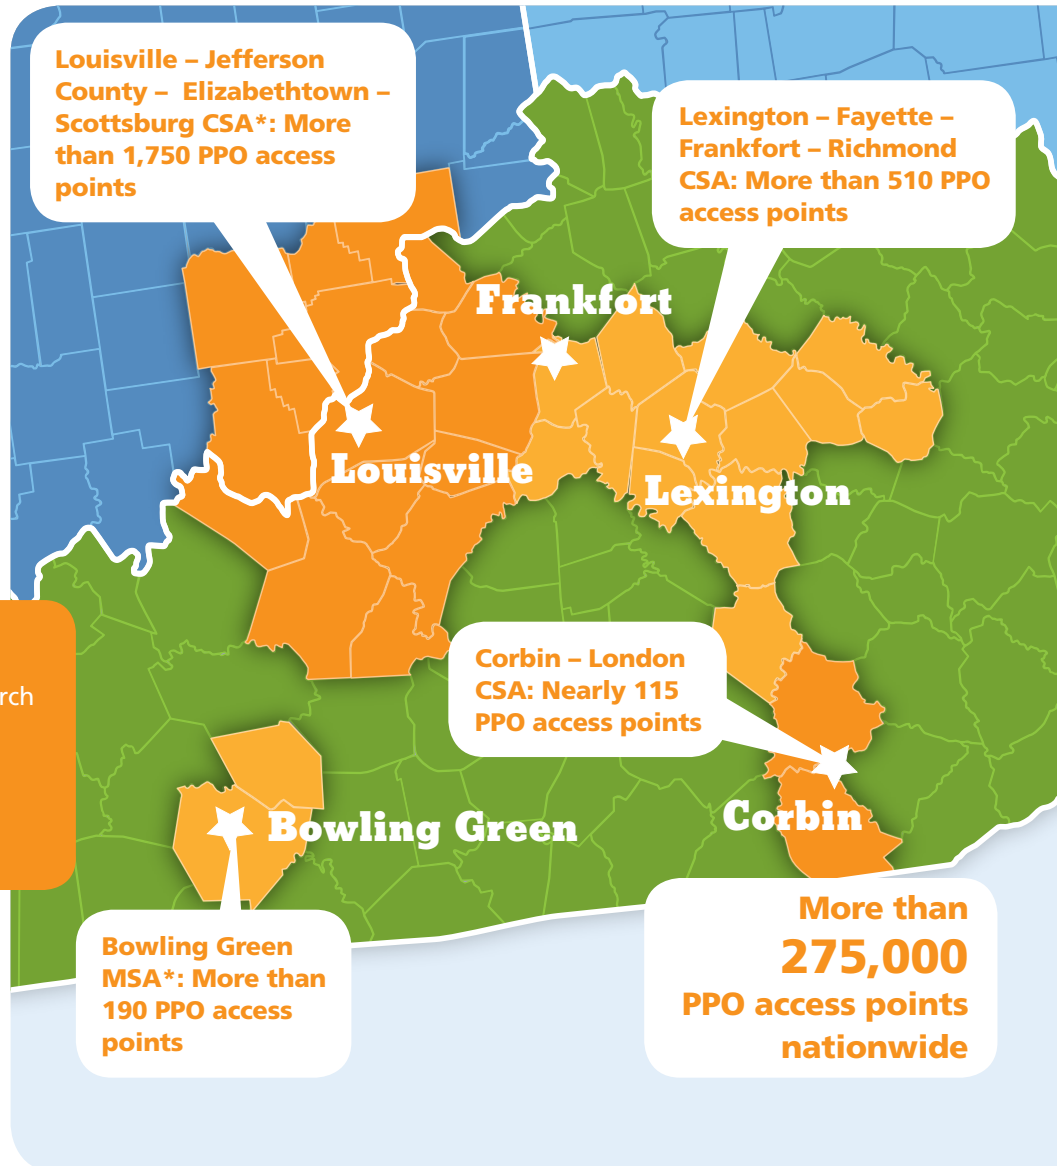 Louisville – Jefferson
County – Elizabethtown –
Scottsburg CSA*: More
than 1,750 PPO access
points
Lexington – Fayette –
Frankfort – Richmond
CSA: More than 510 PPO
access points
Frankfort
Louisville
Lexington
Corbin – London
CSA: Nearly 115
PPO access points
rch
Corbin
Bowling Green
Bowling Green
MSA*: More than
190 PPO access
points
More than
275,000
PPO access points
nationwide